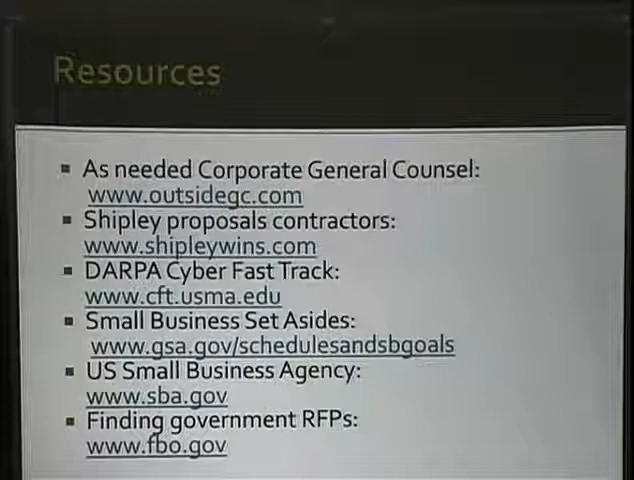 Resources
▪ As needed Corporate General Counsel:
www.outsidegc.com
▪ Shipley proposals contractors:
www.shipleywins.com
▪ DARPA Cyber Fast Track:
www.cft.usma.edu
▪ Small Business Set Asides:
www.gsa.gov/schedulesandsbgoals
▪ US Small Business Agency:
www.sba.gov
▪ Finding government RFPs:
www.fbo.gov